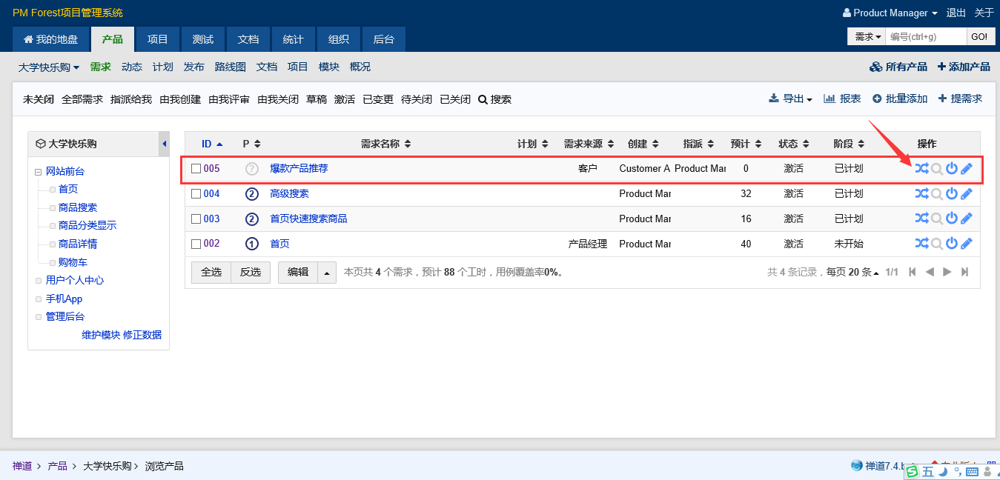 PM Forest项目管理系统
Product Manager 退出 关于
我的地盘 产品 项目 测试 文档 统计 组织 后台
需求 编号(ctrl+g) GO!
大学快乐购 需求 动态 计划 发布 路线图 文档 项目 模块 概况
所有产品 添加产品
未关闭 全部需求 指派给我 由我创建 由我评审 由我关闭 草稿 激活 已变更 待关闭 已关闭 搜索
导出 报表 批量添加 提需求
大学快乐购
网站前台
首页
商品搜索
商品分类显示
商品详情
购物车
用户个人中心
手机App
管理后台
维护模块 修正数据
ID P 需求名称 计划 需求来源 创建 指派 预计 状态 阶段 操作
005 ? 爆款产品推荐 客户 Customer A Product Mar 0 激活 已计划
004 2 高级搜索 Product Mar 32 激活 已计划
003 2 首页快速搜索商品 Product Mar 16 激活 已计划
002 1 首页 产品经理 Product Mar 40 激活 未开始
全选 反选 编辑 本页共 4 个需求，预计 88 个工时，用例覆盖率0%。
共 4 条记录，每页 20 条 1/1
禅道 > 产品 > 大学快乐购 > 浏览产品
禅道7.4.b
五